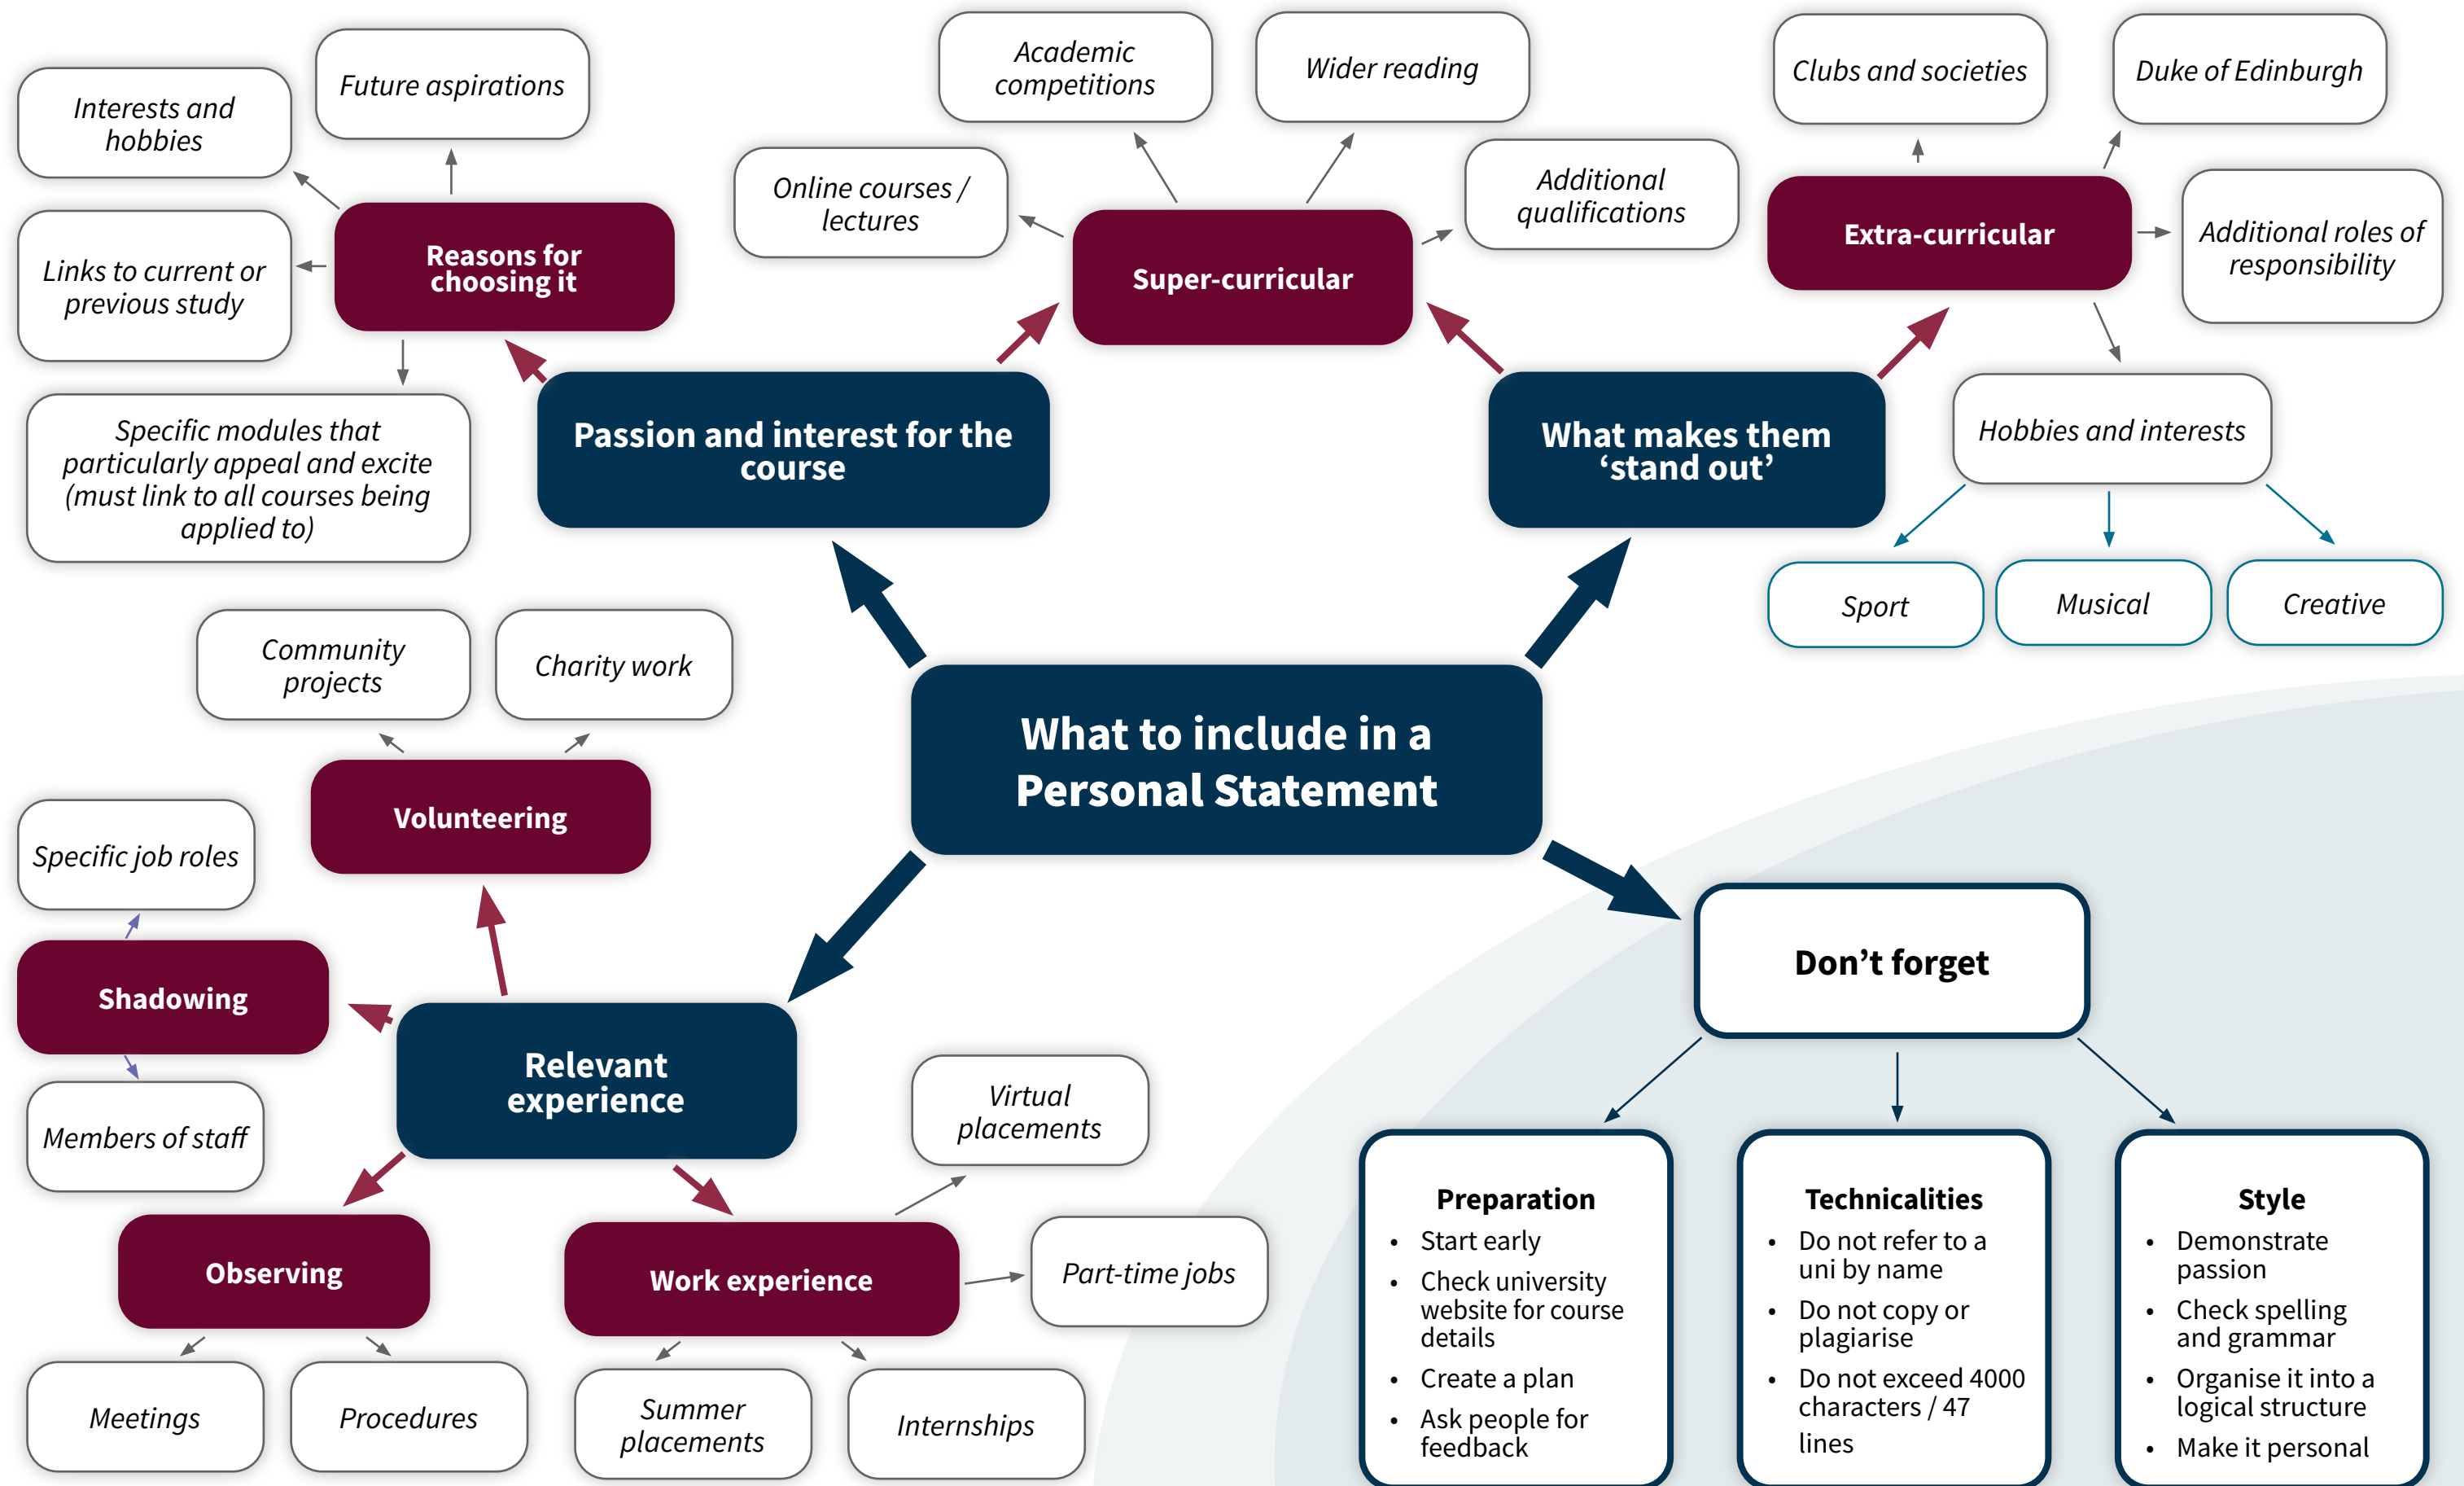 Interests and
hobbies
Future aspirations
Links to current or
previous study
Reasons for
choosing it
Specific modules that
particularly appeal and excite
(must link to all courses being
applied to)
Passion and interest for the
course
Online courses /
lectures
Academic
competitions
Wider reading
Additional
qualifications
Super-curricular
What makes them
‘stand out’
Clubs and societies
Duke of Edinburgh
Extra-curricular
Additional roles of
responsibility
Hobbies and interests
Sport
Musical
Creative
What to include in a
Personal Statement
Community
projects
Charity work
Volunteering
Specific job roles
Shadowing
Members of staff
Relevant
experience
Observing
Meetings
Procedures
Work experience
Virtual
placements
Part-time jobs
Summer
placements
Internships
Don’t forget
Preparation
• Start early
• Check university
website for course
details
• Create a plan
• Ask people for
feedback
Technicalities
• Do not refer to a
uni by name
• Do not copy or
plagiarise
• Do not exceed 4000
characters / 47
lines
Style
• Demonstrate
passion
• Check spelling
and grammar
• Organise it into a
logical structure
• Make it personal